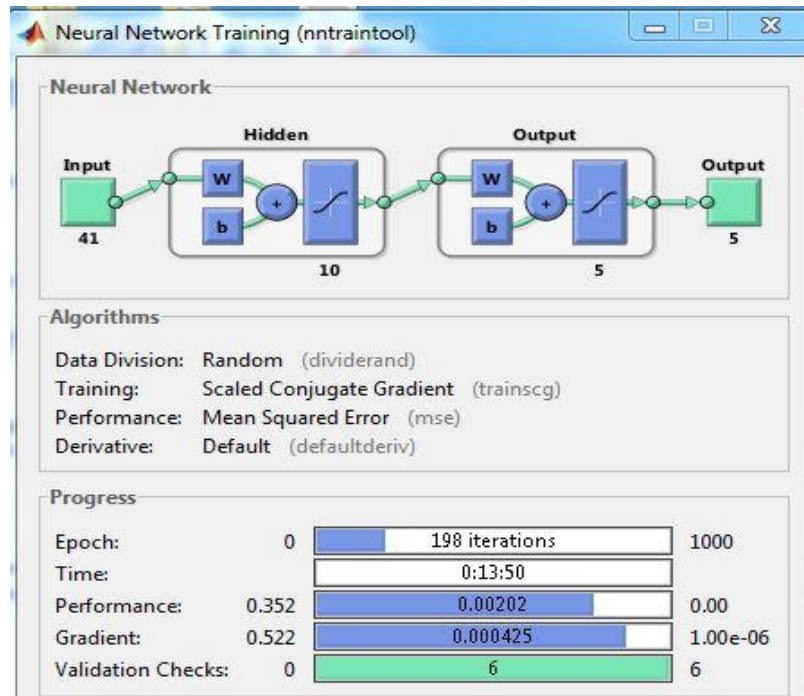 Neural Network Training (nntraintool)
Neural Network
Hidden
Output
Input
W
b
+
W
b
+
Output
41
10
5
5
Algorithms
Data Division: Random (dividerand)
Training: Scaled Conjugate Gradient (trainscg)
Performance: Mean Squared Error (mse)
Derivative: Default (defaultderiv)
Progress
Epoch: 0 198 iterations 1000
Time: 0:13:50
Performance: 0.352 0.00202 0.00
Gradient: 0.522 0.000425 1.00e-06
Validation Checks: 0 6 6